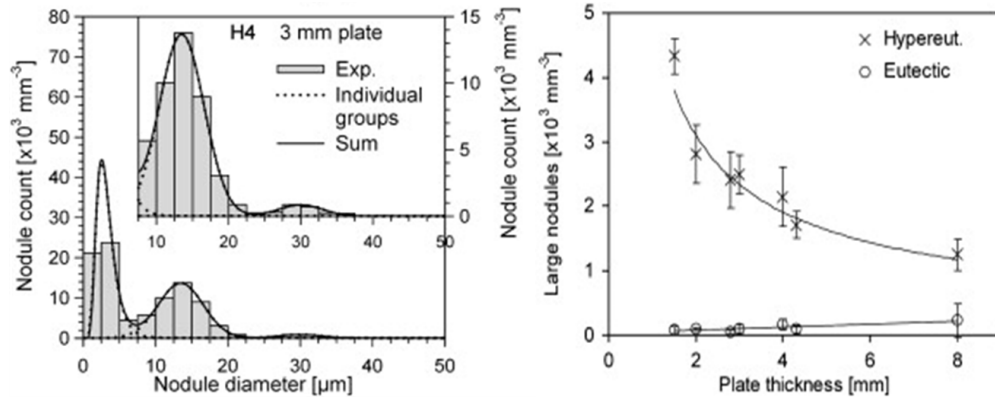 H4 3 mm plate
Exp.
Individual
groups
Sum
Nodule count [x10³ mm⁻³]
80
70
60
50
40
30
20
10
0
Nodule count [x10³ mm⁻³]
15
10
5
0
10 20 30 40 50
0 10 20 30 40 50
Nodule diameter [µm]
Hypereut.
Eutectic
Large nodules [x10³ mm⁻³]
5
4
3
2
1
0
0 2 4 6 8
Plate thickness [mm]